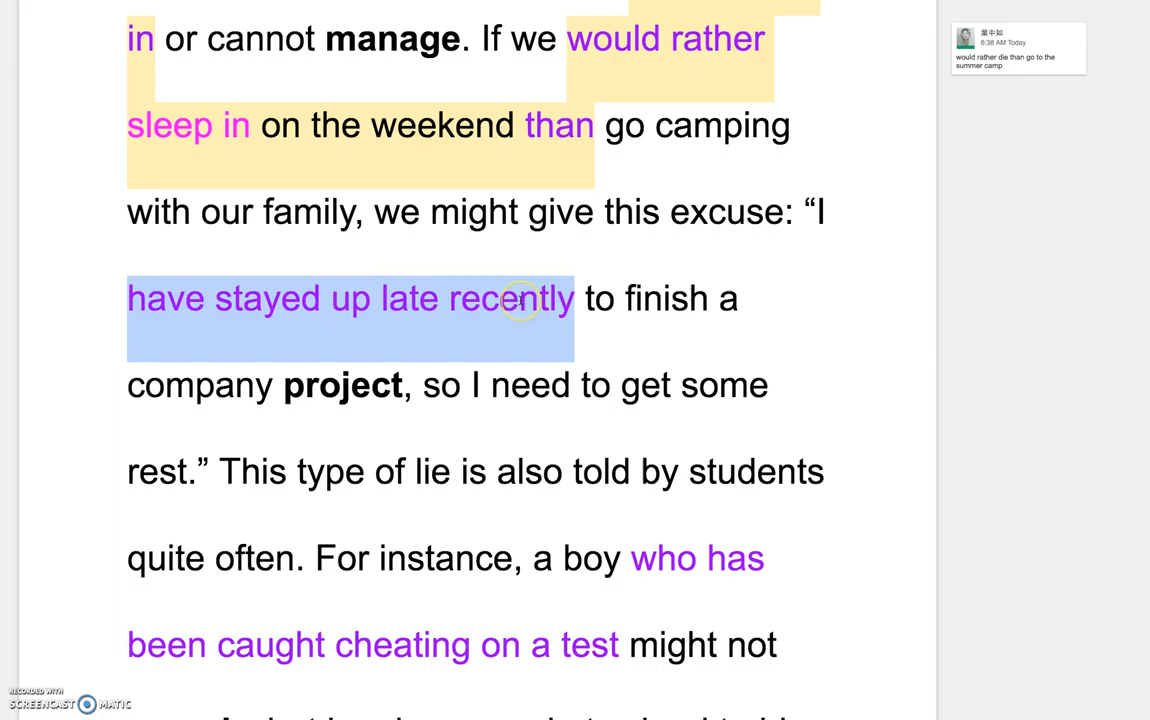 in or cannot manage. If we would rather
sleep in on the weekend than go camping
with our family, we might give this excuse: “I
have stayed up late recently to finish a
company project, so I need to get some
rest.” This type of lie is also told by students
quite often. For instance, a boy who has
been caught cheating on a test might not
葉中如
6:38 AM Today
would rather die than go to the
summer camp
RECORDED WITH
SCREENCAST MATIC